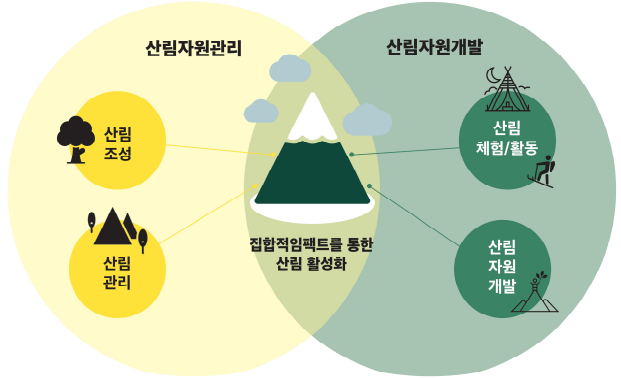 산림자원관리
산림자원개발
산림
조성
산림
체험/활동
산림
관리
집합적임팩트를 통한
산림 활성화
산림
자원
개발